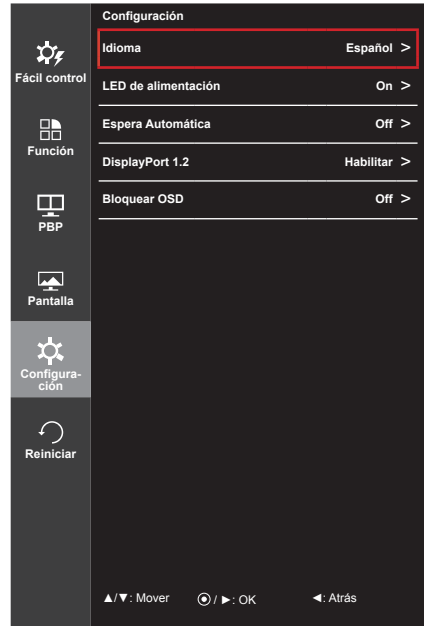 Configuración
Idioma Español >
LED de alimentación On >
Espera Automática Off >
DisplayPort 1.2 Habilitar >
Bloquear OSD Off >
Fácil control
Función
PBP
Pantalla
Configura-
ción
Reiniciar
▲/▼: Mover ⦿ / ►: OK ◄: Atrás